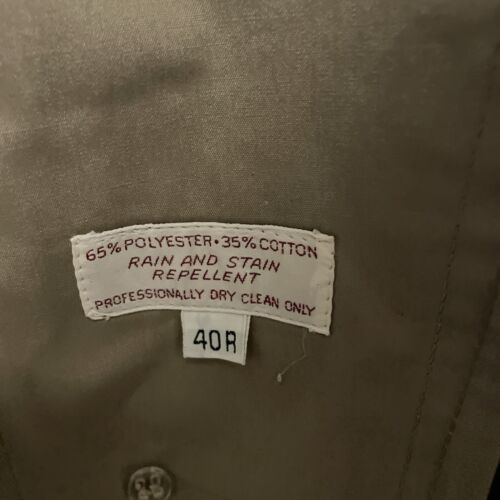 65% POLYESTER • 35% COTTON
RAIN AND STAIN
REPELLENT
PROFESSIONALLY DRY CLEAN ONLY
40R